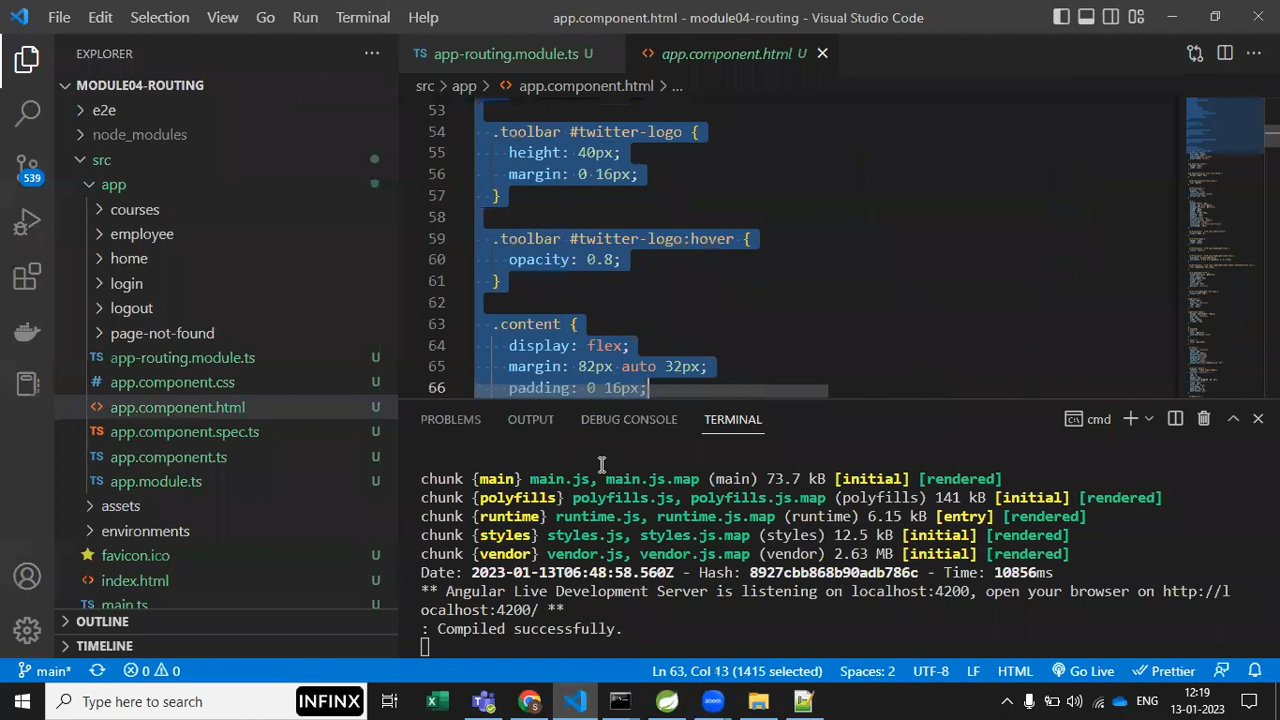 File Edit Selection View Go Run Terminal Help app.component.html - module04-routing - Visual Studio Code
EXPLORER
MODULE04-ROUTING
e2e
node_modules
src
app
courses
employee
home
login
logout
page-not-found
TS app-routing.module.ts U
app.component.css U
<> app.component.html U
TS app.component.spec.ts U
TS app.component.ts U
TS app.module.ts U
assets
environments
favicon.ico U
<> index.html U
TS main.ts U
OUTLINE
TIMELINE
539
TS app-routing.module.ts U <> app.component.html U
src > app > <> app.component.html > ...
53
54 .toolbar #twitter-logo {
55 height: 40px;
56 margin: 0 16px;
57 }
58
59 .toolbar #twitter-logo:hover {
60 opacity: 0.8;
61 }
62
63 .content {
64 display: flex;
65 margin: 82px auto 32px;
66 padding: 0 16px;
PROBLEMS OUTPUT DEBUG CONSOLE TERMINAL cmd
chunk {main} main.js, main.js.map (main) 73.7 kB [initial] [rendered]
chunk {polyfills} polyfills.js, polyfills.js.map (polyfills) 141 kB [initial] [rendered]
chunk {runtime} runtime.js, runtime.js.map (runtime) 6.15 kB [entry] [rendered]
chunk {styles} styles.js, styles.js.map (styles) 12.5 kB [initial] [rendered]
chunk {vendor} vendor.js, vendor.js.map (vendor) 2.63 MB [initial] [rendered]
Date: 2023-01-13T06:48:58.560Z - Hash: 8927cbb868b90adb786c - Time: 10856ms
** Angular Live Development Server is listening on localhost:4200, open your browser on http://l
ocalhost:4200/ **
: Compiled successfully.
main* 0 0 Ln 63, Col 13 (1415 selected) Spaces: 2 UTF-8 LF HTML Go Live Prettier
Type here to search INFINX ENG 12:19
13-01-2023